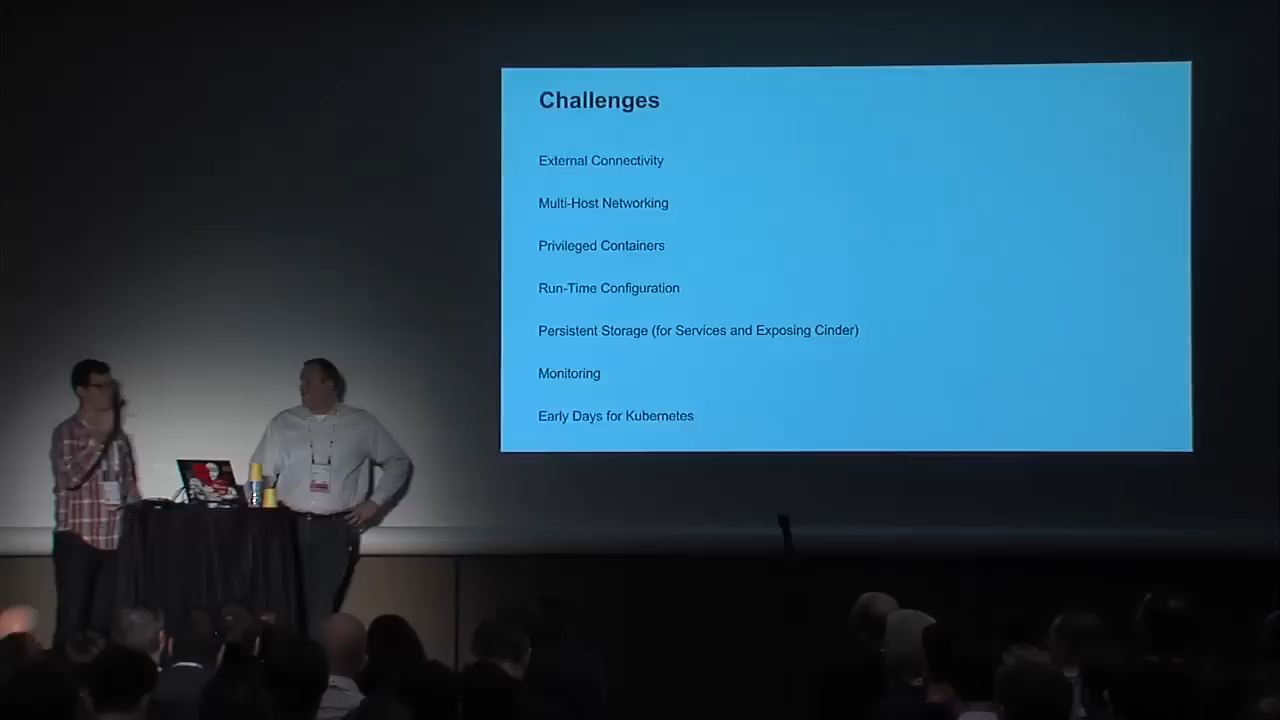 Challenges
External Connectivity
Multi-Host Networking
Privileged Containers
Run-Time Configuration
Persistent Storage (for Services and Exposing Cinder)
Monitoring
Early Days for Kubernetes